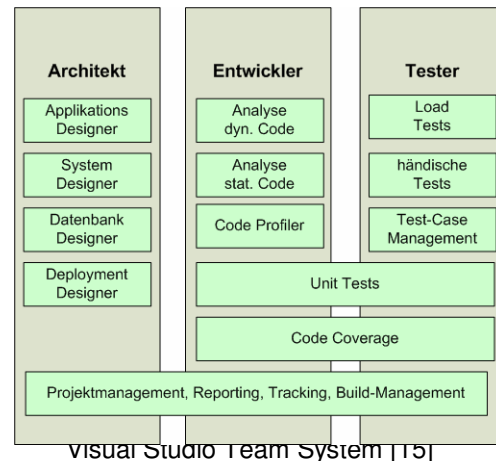 Architekt
Applikations
Designer
System
Designer
Datenbank
Designer
Deployment
Designer
Entwickler
Analyse
dyn. Code
Analyse
stat. Code
Code Profiler
Tester
Load
Tests
händische
Tests
Test-Case
Management
Unit Tests
Code Coverage
Projektmanagement, Reporting, Tracking, Build-Management
Visual Studio Team System [15]